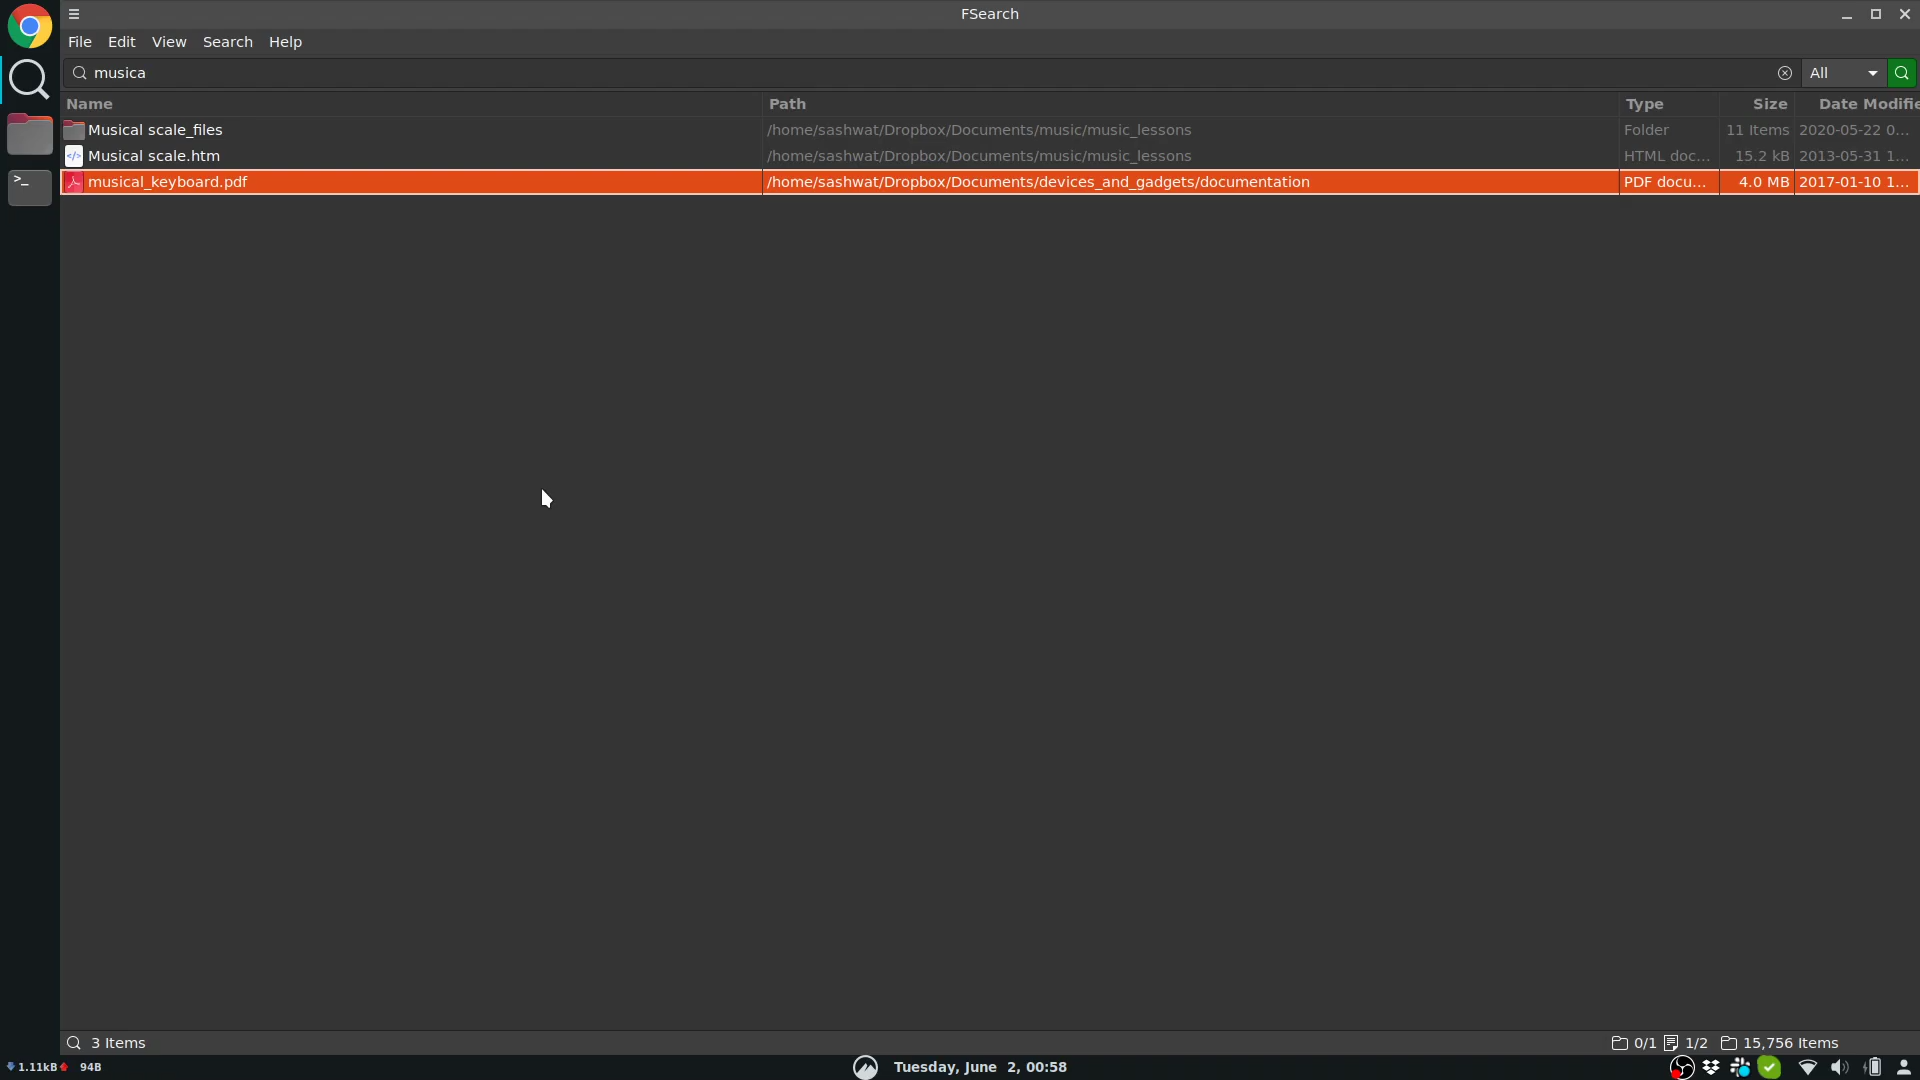 FSearch
File Edit View Search Help
musica All
Name Path Type Size Date Modifie
Musical scale_files /home/sashwat/Dropbox/Documents/music/music_lessons Folder 11 Items 2020-05-22 0...
Musical scale.htm /home/sashwat/Dropbox/Documents/music/music_lessons HTML doc... 15.2 kB 2013-05-31 1...
musical_keyboard.pdf /home/sashwat/Dropbox/Documents/devices_and_gadgets/documentation PDF docu... 4.0 MB 2017-01-10 1...
>_
3 Items 0/1 1/2 15,756 Items
1.11kB 94B Tuesday, June 2, 00:58